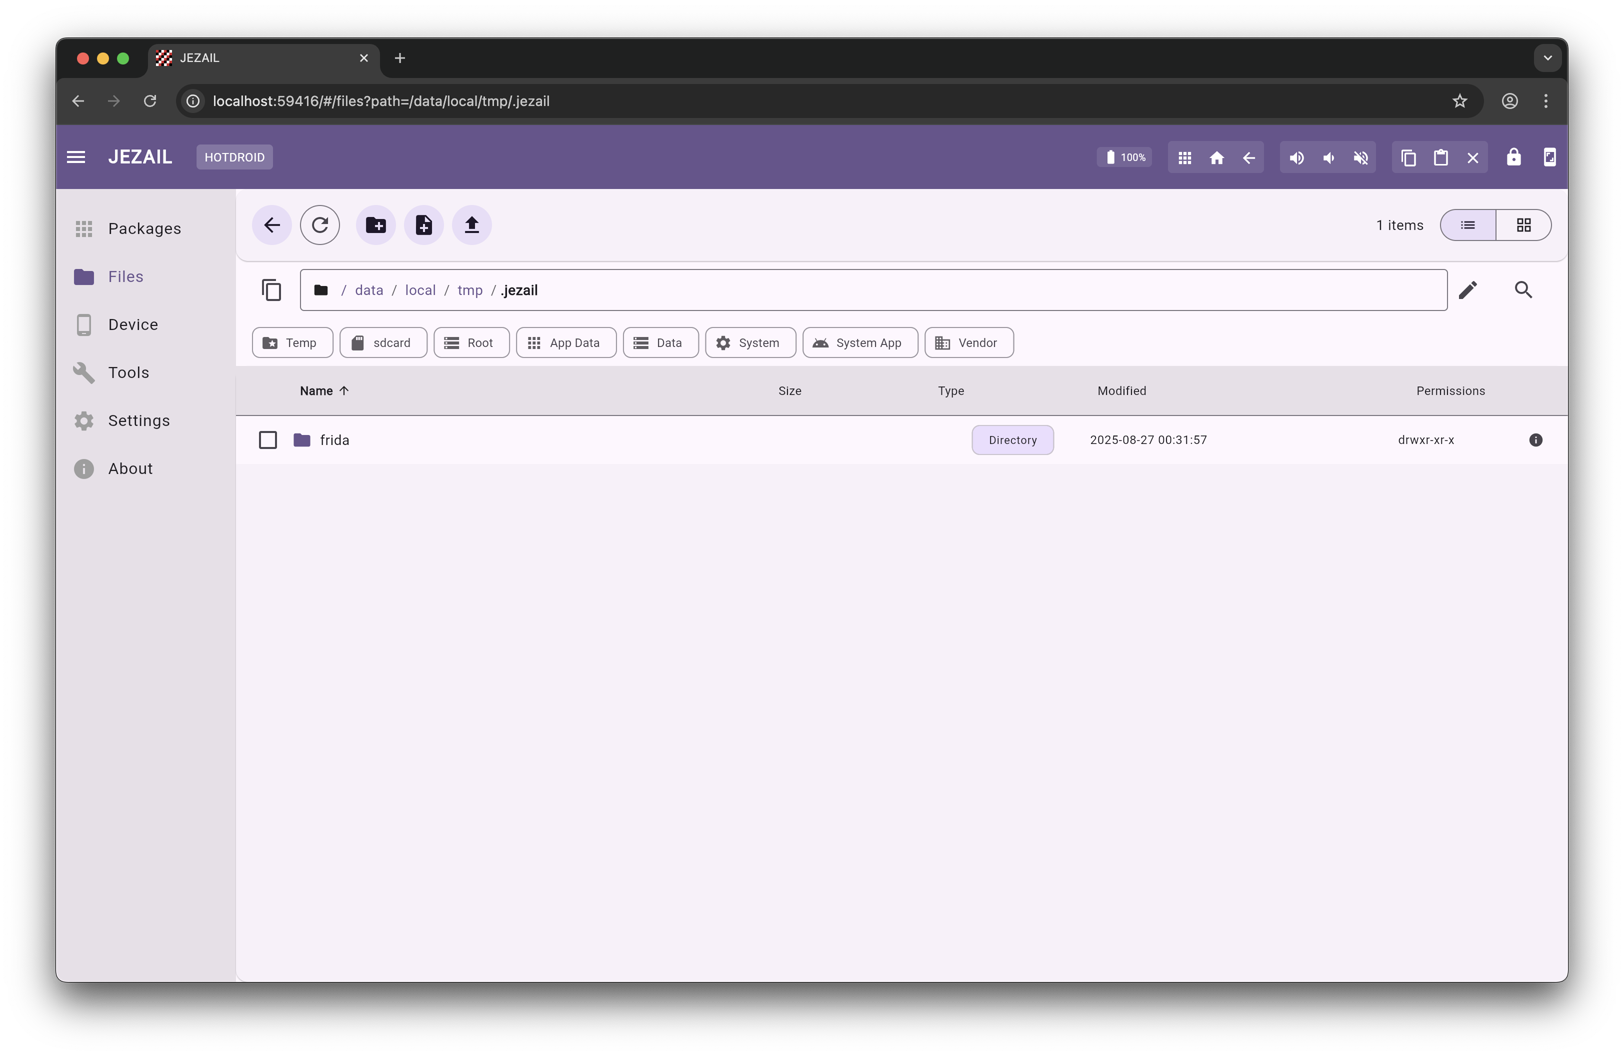 JEZAIL
localhost:59416/#/files?path=/data/local/tmp/.jezail
JEZAIL HOTDROID 100%
Packages
Files
Device
Tools
Settings
About
1 items
/ data / local / tmp / .jezail
Temp sdcard Root App Data Data System System App Vendor
Name Size Type Modified Permissions
frida Directory 2025-08-27 00:31:57 drwxr-xr-x